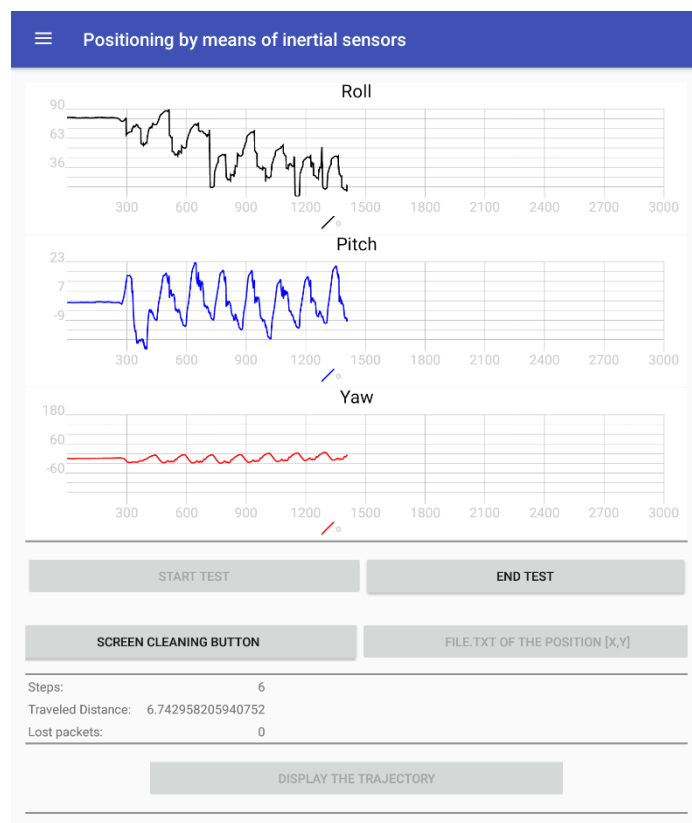 Positioning by means of inertial sensors
Roll
90
63
36
300 600 900 1200 1500 1800 2100 2400 2700 3000
°
Pitch
23
7
-9
300 600 900 1200 1500 1800 2100 2400 2700 3000
°
Yaw
180
60
-60
300 600 900 1200 1500 1800 2100 2400 2700 3000
°
START TEST END TEST
SCREEN CLEANING BUTTON FILE.TXT OF THE POSITION [X,Y]
Steps: 6
Traveled Distance: 6.742958205940752
Lost packets: 0
DISPLAY THE TRAJECTORY